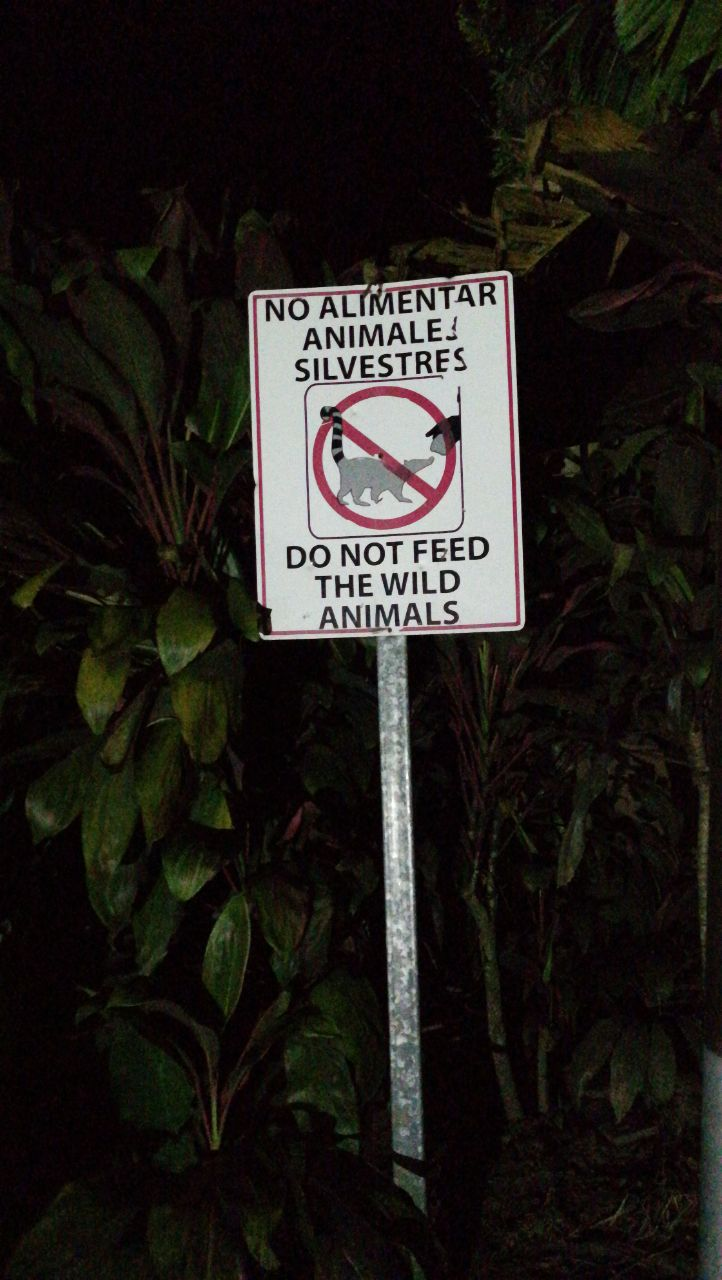 NO ALIMENTAR
ANIMALES
SILVESTRES
DO NOT FEED
THE WILD
ANIMALS